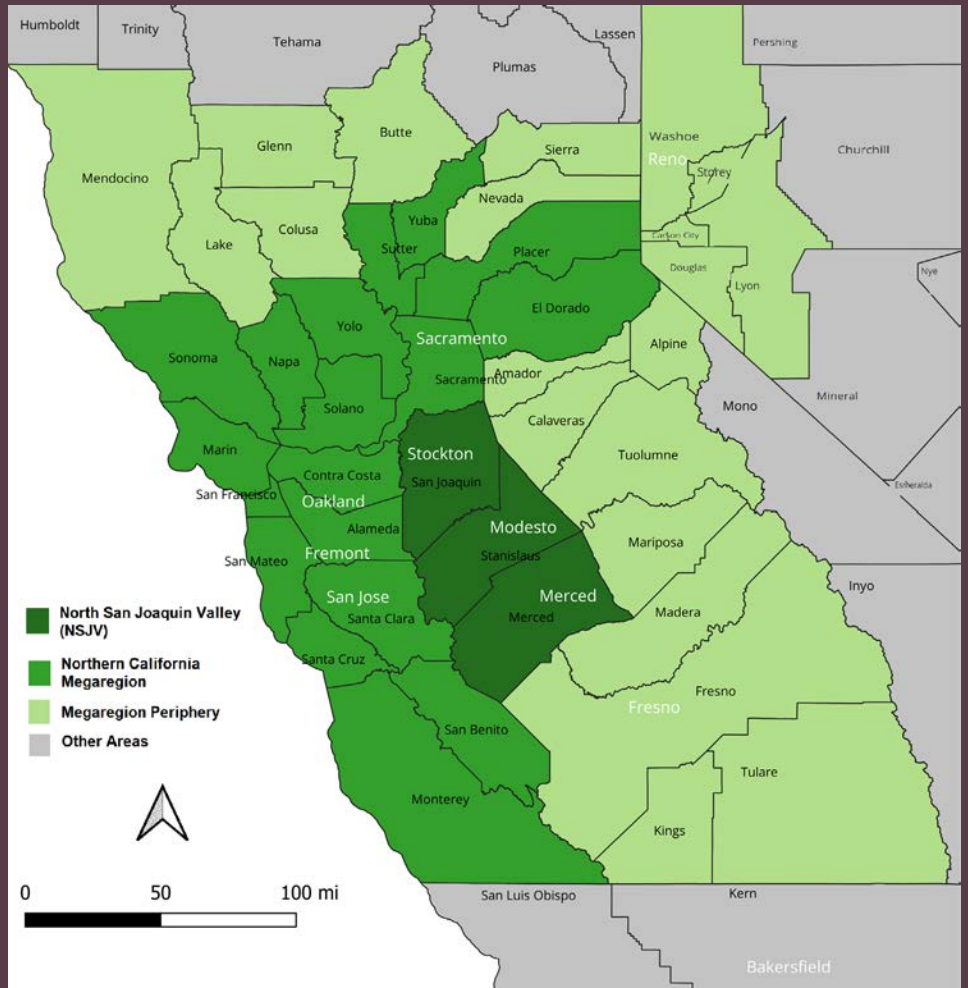 Humboldt
Trinity
Tehama
Lassen
Plumas
Pershing
Butte
Glenn
Washoe
Reno
Churchill
Sierra
Storey
Mendocino
Nevada
Yuba
Colusa
Lake
Sutter
Placer
Carson City
Douglas
Nye
Lyon
El Dorado
Yolo
Sacramento
Alpine
Sonoma
Napa
Amador
Sacramento
Mineral
Solano
Mono
Calaveras
Marin
Stockton
Tuolumne
Contra Costa
San Joaquin
Esmeralda
San Francisco
Oakland
Alameda
Modesto
Mariposa
Fremont
Stanislaus
San Mateo
Inyo
San Jose
Merced
Madera
Santa Clara
Merced
North San Joaquin Valley
(NSJV)
Santa Cruz
Northern California
Megaregion
Fresno
Fresno
Megaregion Periphery
San Benito
Other Areas
Tulare
Monterey
Kings
0 50 100 mi
San Luis Obispo
Kern
Bakersfield